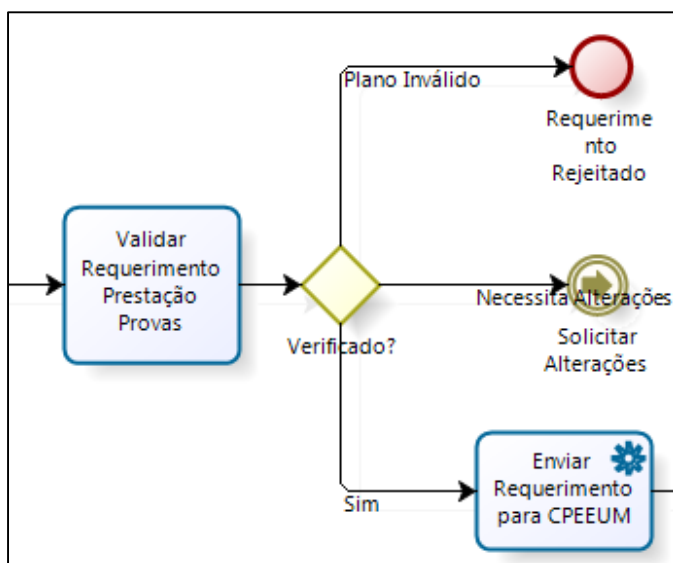 Plano Inválido
Requerime
nto
Rejeitado
Validar
Requerimento
Prestação
Provas
Verificado?
Necessita Alterações
Solicitar
Alterações
Sim
Enviar
Requerimento
para CPEEUM